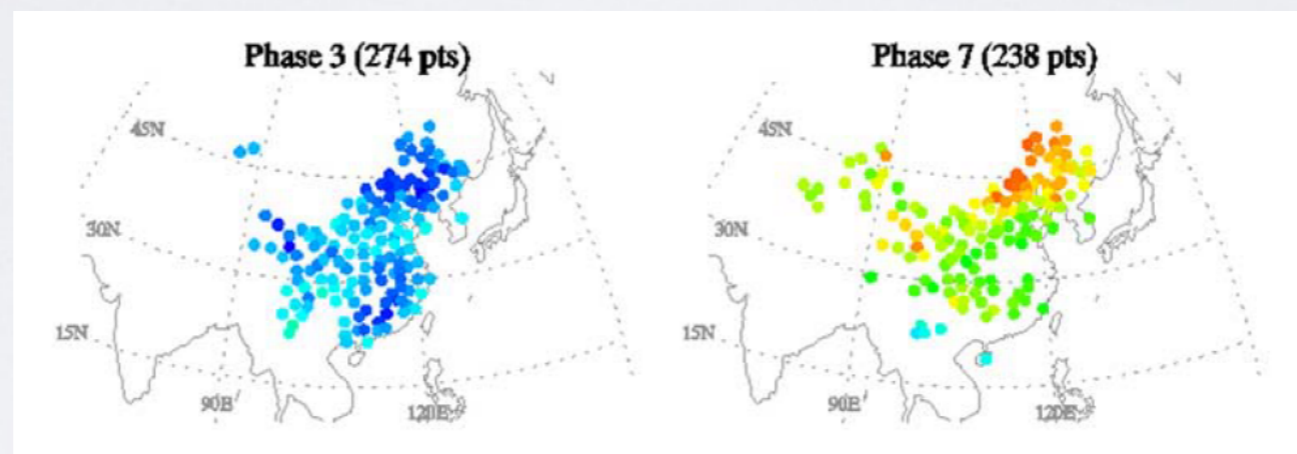 Phase 3 (274 pts)
45N
30N
15N
90E
120E
Phase 7 (238 pts)
45N
30N
15N
90E
120E